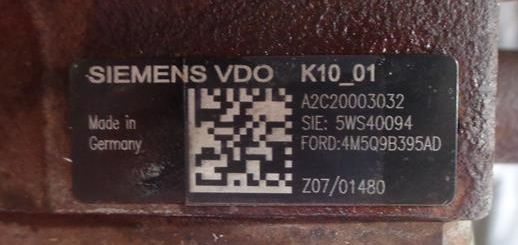 SIEMENS VDO K10_01
A2C20003032
Made in SIE: 5WS40094
Germany FORD:4M5Q9B395AD
Z07/01480